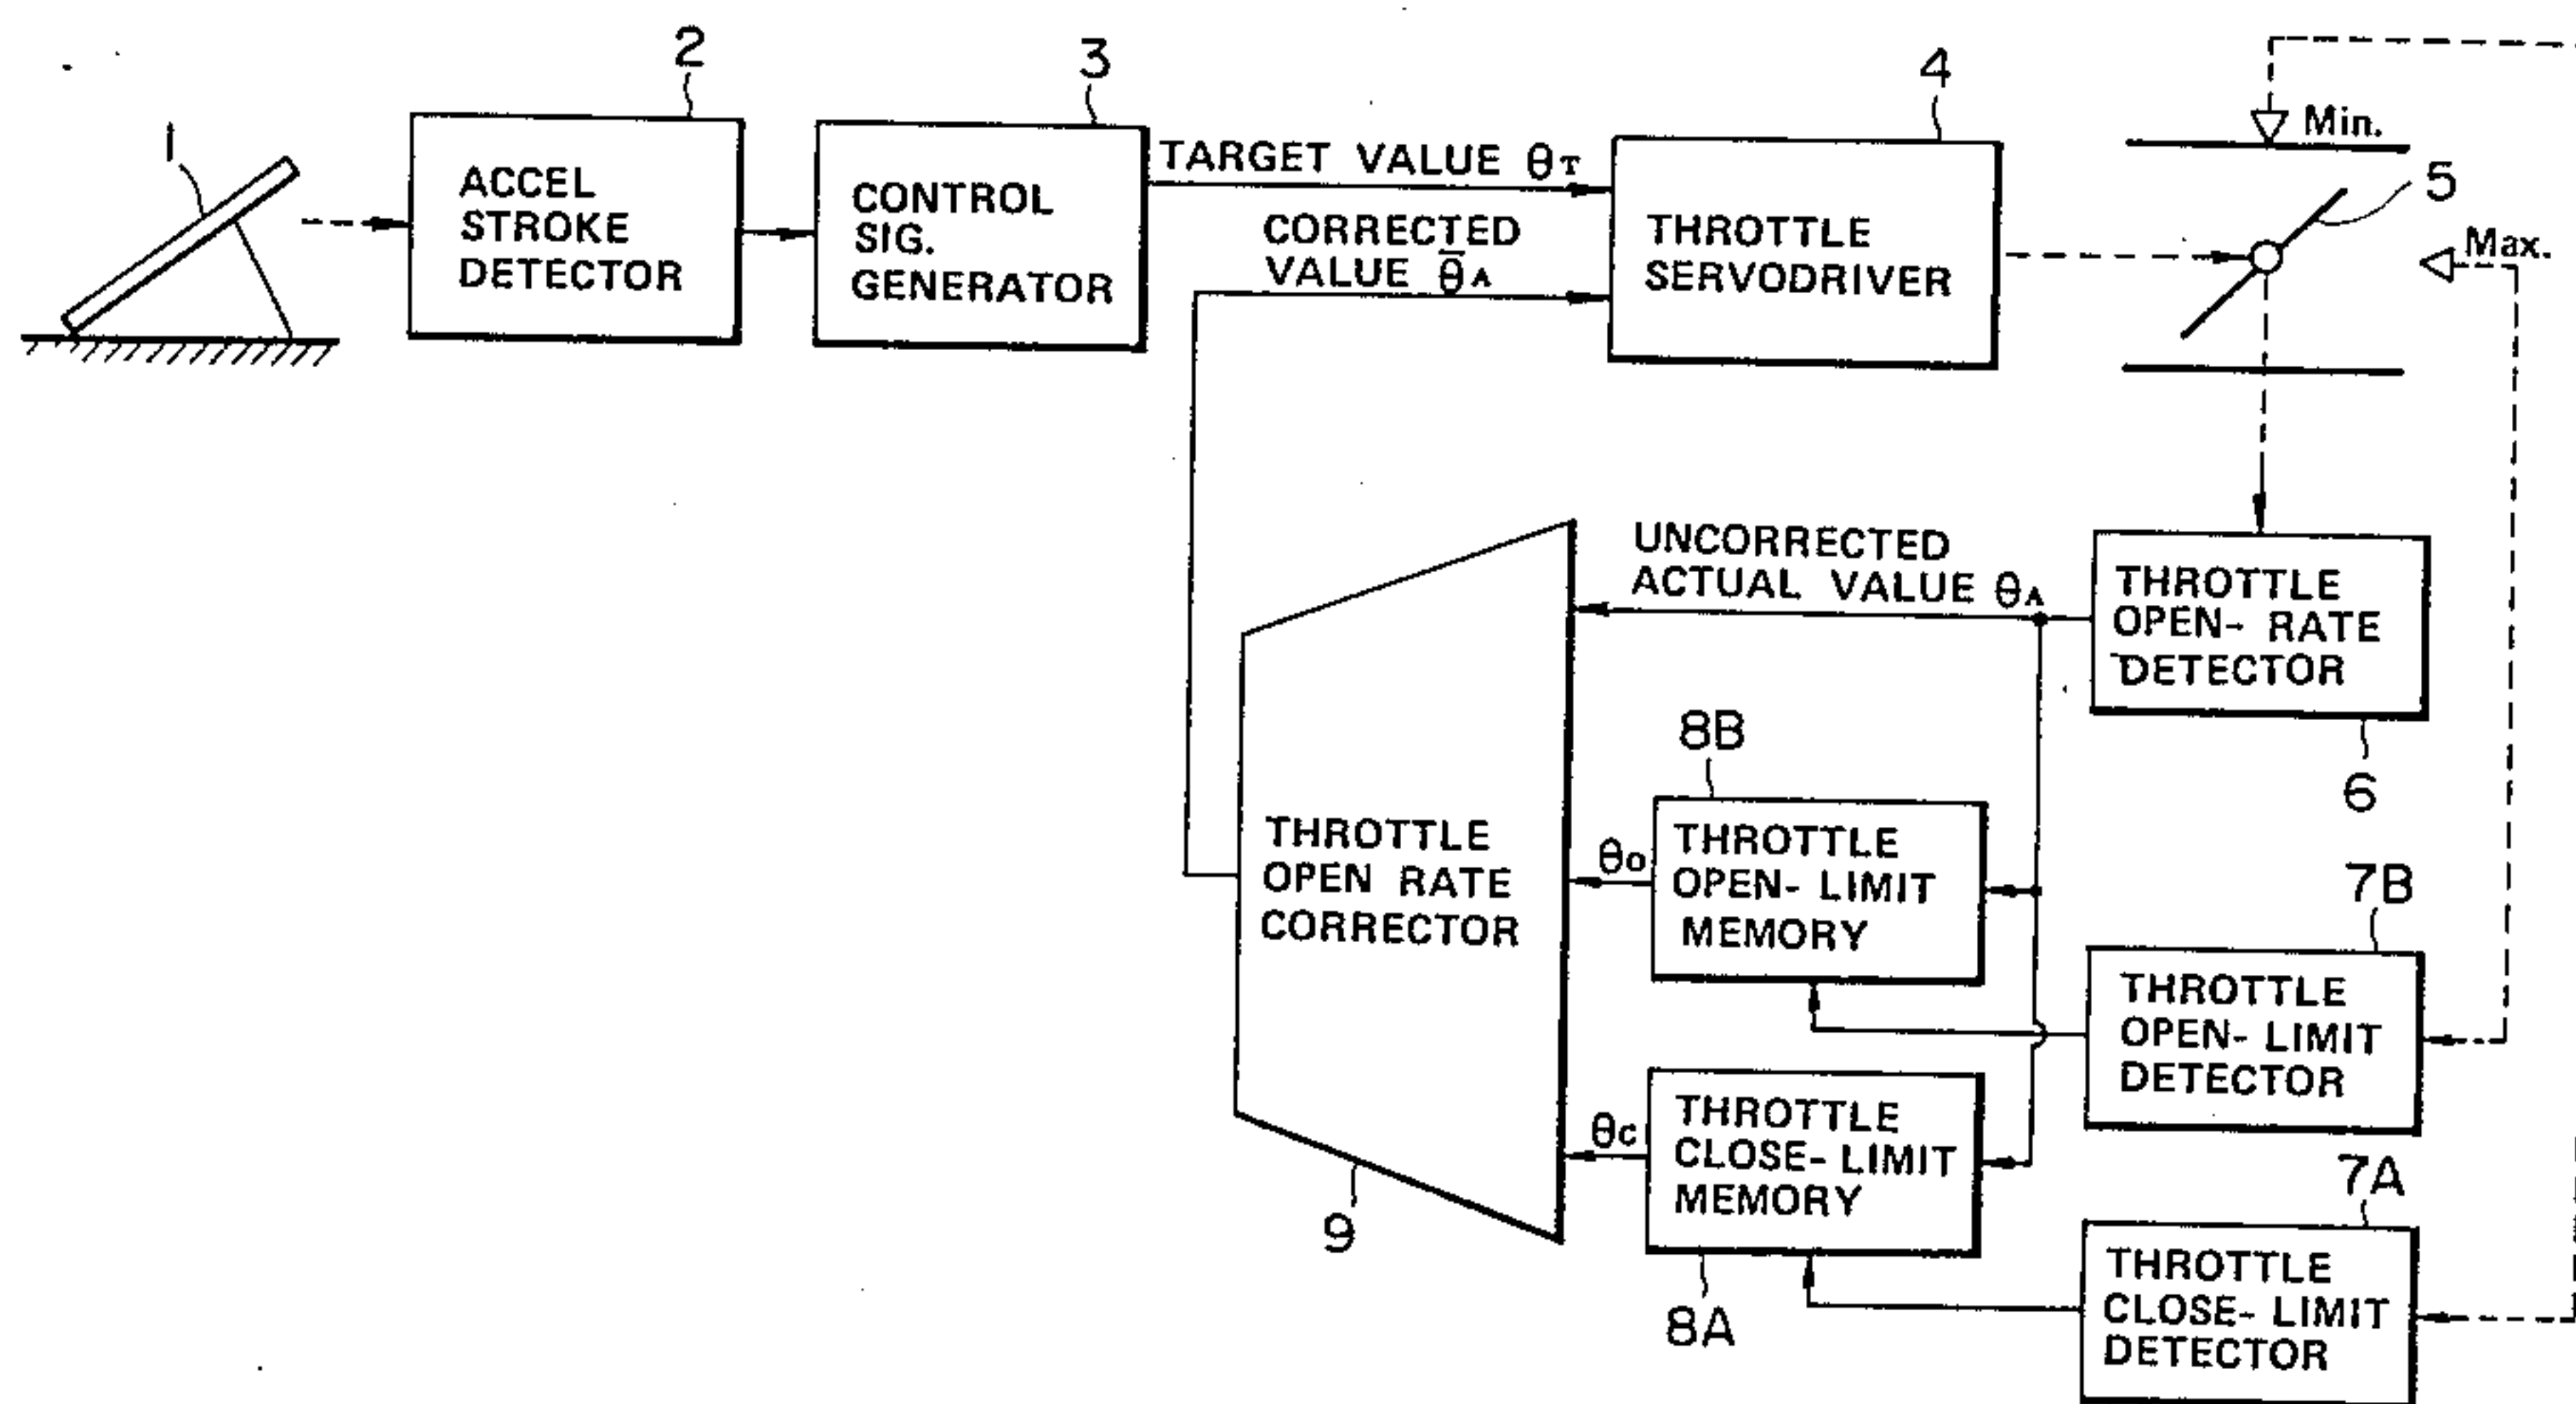 1
2
ACCEL
STROKE
DETECTOR
3
CONTROL
SIG.
GENERATOR
TARGET VALUE θT
CORRECTED
VALUE θ̄A
4
THROTTLE
SERVODRIVER
Min.
5
Max.
UNCORRECTED
ACTUAL VALUE θA
THROTTLE
OPEN- RATE
DETECTOR
6
8B
THROTTLE
OPEN- LIMIT
MEMORY
θO
THROTTLE
OPEN RATE
CORRECTOR
9
7B
THROTTLE
OPEN- LIMIT
DETECTOR
θC
THROTTLE
CLOSE- LIMIT
MEMORY
8A
7A
THROTTLE
CLOSE- LIMIT
DETECTOR